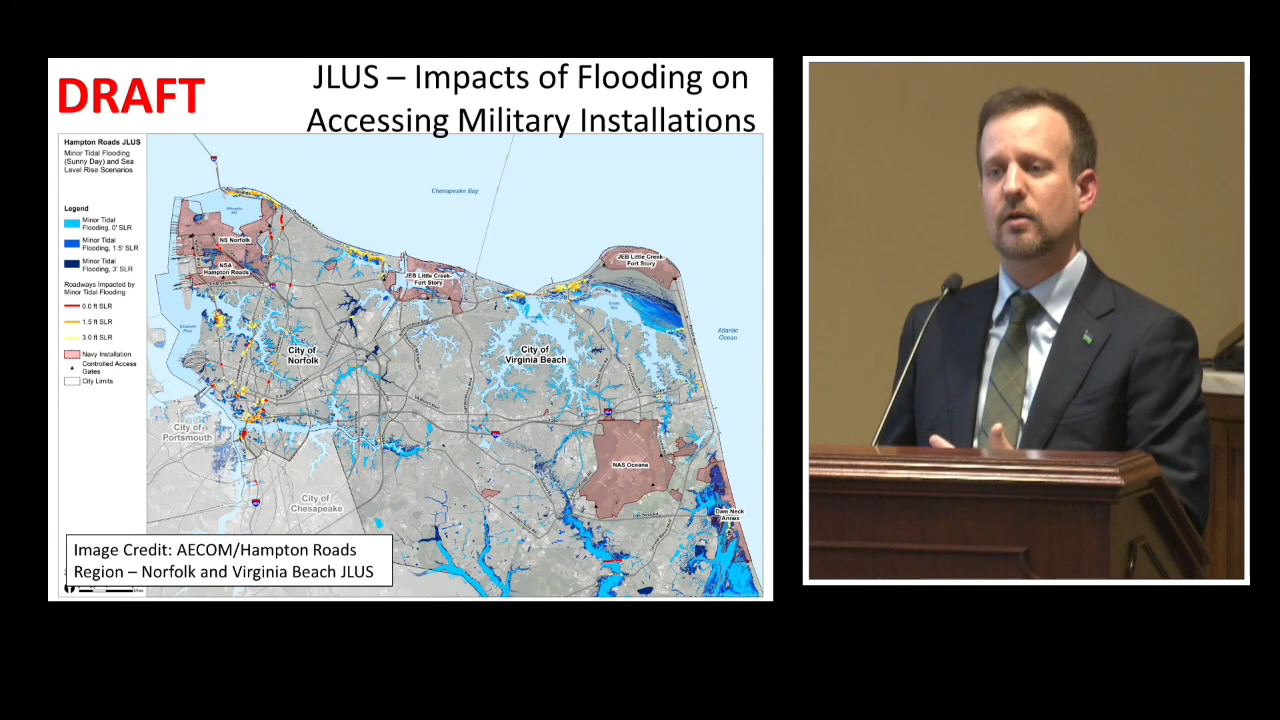 DRAFT
JLUS – Impacts of Flooding on
Accessing Military Installations
Hampton Roads JLUS
Minor Tidal Flooding
(Sunny Day) and Sea
Level Rise Scenarios
Legend
Minor Tidal
Flooding, 0' SLR
Minor Tidal
Flooding, 1.5' SLR
Minor Tidal
Flooding, 3' SLR
Roadways Impacted by
Minor Tidal Flooding
0.0 ft SLR
1.5 ft SLR
3.0 ft SLR
Navy Installation
Controlled Access
Gates
City Limits
Chesapeake Bay
NS Norfolk
NSA
Hampton Roads
JEB Little Creek-
Fort Story
JEB Little Creek-
Fort Story
Atlantic
Ocean
City of
Norfolk
City of
Virginia Beach
City of
Portsmouth
NAS Oceana
City of
Chesapeake
Dam Neck
Annex
Image Credit: AECOM/Hampton Roads
Region – Norfolk and Virginia Beach JLUS